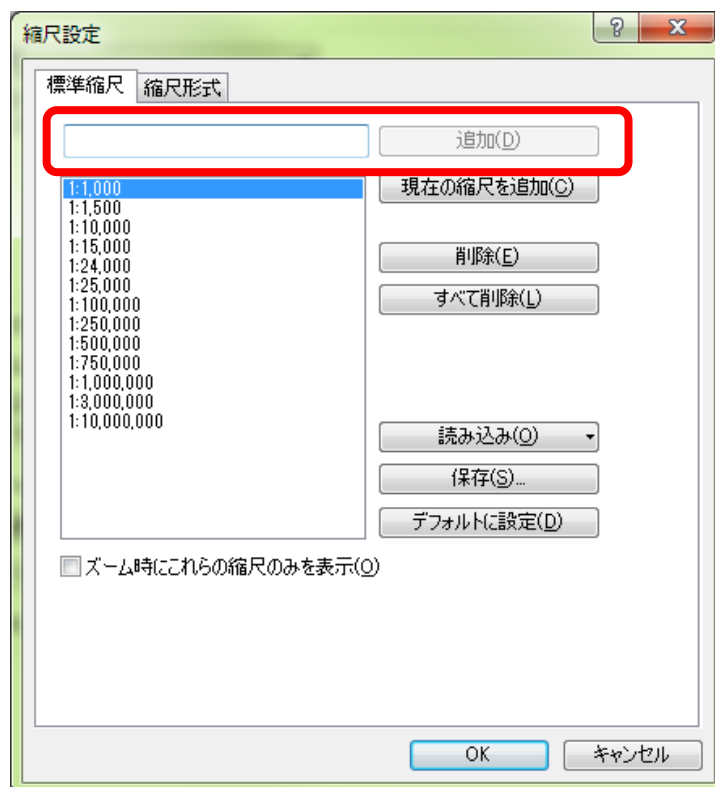 縮尺設定
標準縮尺 縮尺形式
追加(D)
1:1,000
現在の縮尺を追加(C)
1:1,500
1:10,000
1:15,000
1:24,000
削除(E)
1:25,000
すべて削除(L)
1:100,000
1:250,000
1:500,000
1:750,000
1:1,000,000
1:3,000,000
1:10,000,000
読み込み(O)
保存(S)...
デフォルトに設定(D)
ズーム時にこれらの縮尺のみを表示(O)
OK キャンセル